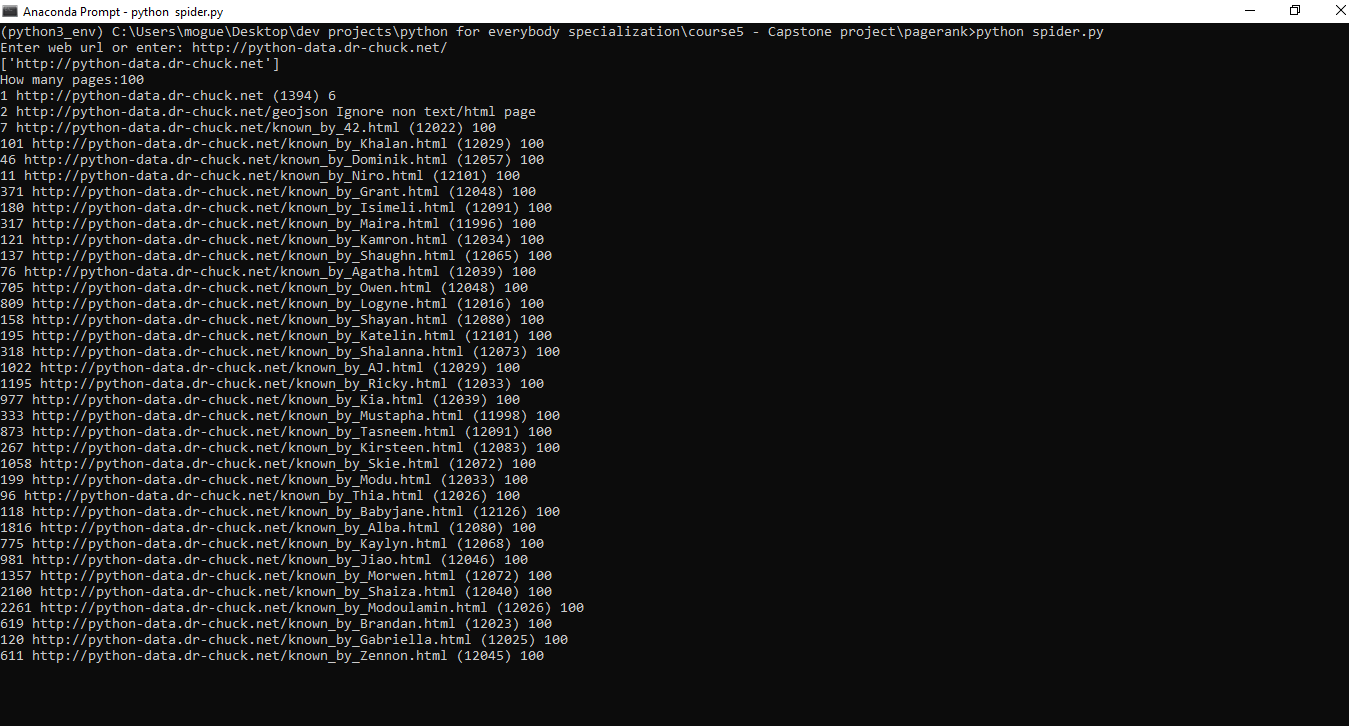 Anaconda Prompt - python  spider.py
(python3_env) C:\Users\mogue\Desktop\dev projects\python for everybody specialization\course5 - Capstone project\pagerank>python spider.py
Enter web url or enter: http://python-data.dr-chuck.net/
['http://python-data.dr-chuck.net']
How many pages:100
1 http://python-data.dr-chuck.net (1394) 6
2 http://python-data.dr-chuck.net/geojson Ignore non text/html page
7 http://python-data.dr-chuck.net/known_by_42.html (12022) 100
101 http://python-data.dr-chuck.net/known_by_Khalan.html (12029) 100
46 http://python-data.dr-chuck.net/known_by_Dominik.html (12057) 100
11 http://python-data.dr-chuck.net/known_by_Niro.html (12101) 100
371 http://python-data.dr-chuck.net/known_by_Grant.html (12048) 100
180 http://python-data.dr-chuck.net/known_by_Isimeli.html (12091) 100
317 http://python-data.dr-chuck.net/known_by_Maira.html (11996) 100
121 http://python-data.dr-chuck.net/known_by_Kamron.html (12034) 100
137 http://python-data.dr-chuck.net/known_by_Shaughn.html (12065) 100
76 http://python-data.dr-chuck.net/known_by_Agatha.html (12039) 100
705 http://python-data.dr-chuck.net/known_by_Owen.html (12048) 100
809 http://python-data.dr-chuck.net/known_by_Logyne.html (12016) 100
158 http://python-data.dr-chuck.net/known_by_Shayan.html (12080) 100
195 http://python-data.dr-chuck.net/known_by_Katelin.html (12101) 100
318 http://python-data.dr-chuck.net/known_by_Shalanna.html (12073) 100
1022 http://python-data.dr-chuck.net/known_by_AJ.html (12029) 100
1195 http://python-data.dr-chuck.net/known_by_Ricky.html (12033) 100
977 http://python-data.dr-chuck.net/known_by_Kia.html (12039) 100
333 http://python-data.dr-chuck.net/known_by_Mustapha.html (11998) 100
873 http://python-data.dr-chuck.net/known_by_Tasneem.html (12091) 100
267 http://python-data.dr-chuck.net/known_by_Kirsteen.html (12083) 100
1058 http://python-data.dr-chuck.net/known_by_Skie.html (12072) 100
199 http://python-data.dr-chuck.net/known_by_Modu.html (12033) 100
96 http://python-data.dr-chuck.net/known_by_Thia.html (12026) 100
118 http://python-data.dr-chuck.net/known_by_Babyjane.html (12126) 100
1816 http://python-data.dr-chuck.net/known_by_Alba.html (12080) 100
775 http://python-data.dr-chuck.net/known_by_Kaylyn.html (12068) 100
981 http://python-data.dr-chuck.net/known_by_Jiao.html (12046) 100
1357 http://python-data.dr-chuck.net/known_by_Morwen.html (12072) 100
2100 http://python-data.dr-chuck.net/known_by_Shaiza.html (12040) 100
2261 http://python-data.dr-chuck.net/known_by_Modoulamin.html (12026) 100
619 http://python-data.dr-chuck.net/known_by_Brandan.html (12023) 100
120 http://python-data.dr-chuck.net/known_by_Gabriella.html (12025) 100
611 http://python-data.dr-chuck.net/known_by_Zennon.html (12045) 100